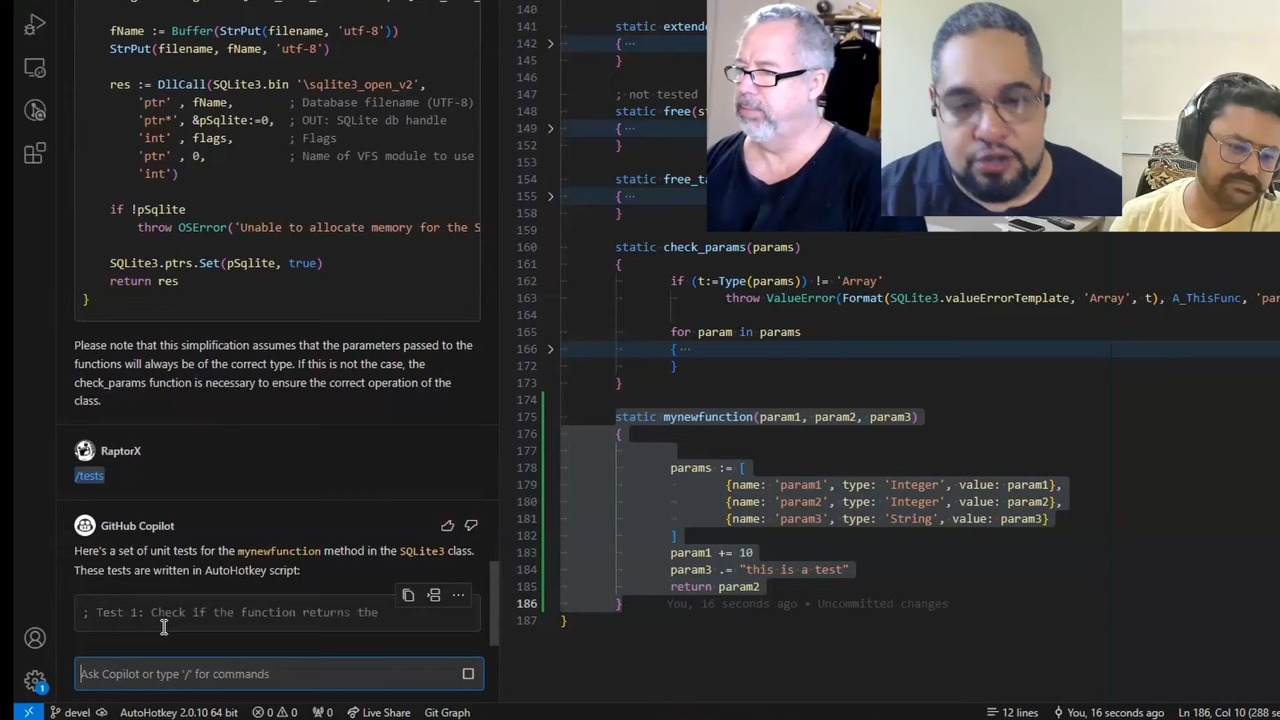 fName := Buffer(StrPut(filename, 'utf-8'))
StrPut(filename, fName, 'utf-8')
res := DllCall(SQLite3.bin '\sqlite3_open_v2',
'ptr' , fName, ; Database filename (UTF-8)
'ptr*', &pSqlite:=0, ; OUT: SQLite db handle
'int' , flags, ; Flags
'ptr' , 0, ; Name of VFS module to use
'int')
if !pSqlite
throw OSError('Unable to allocate memory for the S
SQLite3.ptrs.Set(pSqlite, true)
return res
}
Please note that this simplification assumes that the parameters passed to the
functions will always be of the correct type. If this is not the case, the
check_params function is necessary to ensure the correct operation of the
class.
RaptorX
/tests
GitHub Copilot
Here's a set of unit tests for the mynewfunction method in the SQLite3 class.
These tests are written in AutoHotkey script:
; Test 1: Check if the function returns the
Ask Copilot or type '/' for commands
140
141 static extend
142 { ···
145 }
146
147 ; not tested
148 static free(s
149 { ···
152 }
153
154 static free_ta
155 { ···
158 }
159
160 static check_params(params)
161 {
162 if (t:=Type(params)) != 'Array'
163 throw ValueError(Format(SQLite3.valueErrorTemplate, 'Array', t), A_ThisFunc, 'par
164
165 for param in params
166 { ···
172 }
173 }
174
175 static mynewfunction(param1, param2, param3)
176 {
177
178 params := [
179 {name: 'param1', type: 'Integer', value: param1},
180 {name: 'param2', type: 'Integer', value: param2},
181 {name: 'param3', type: 'String', value: param3}
182 ]
183 param1 += 10
184 param3 .= "this is a test"
185 return param2
186 } You, 16 seconds ago • Uncommitted changes
187 }
1
devel AutoHotkey 2.0.10 64 bit 0 0 0 Live Share Git Graph 12 lines You, 16 seconds ago Ln 186, Col 10 (288 se